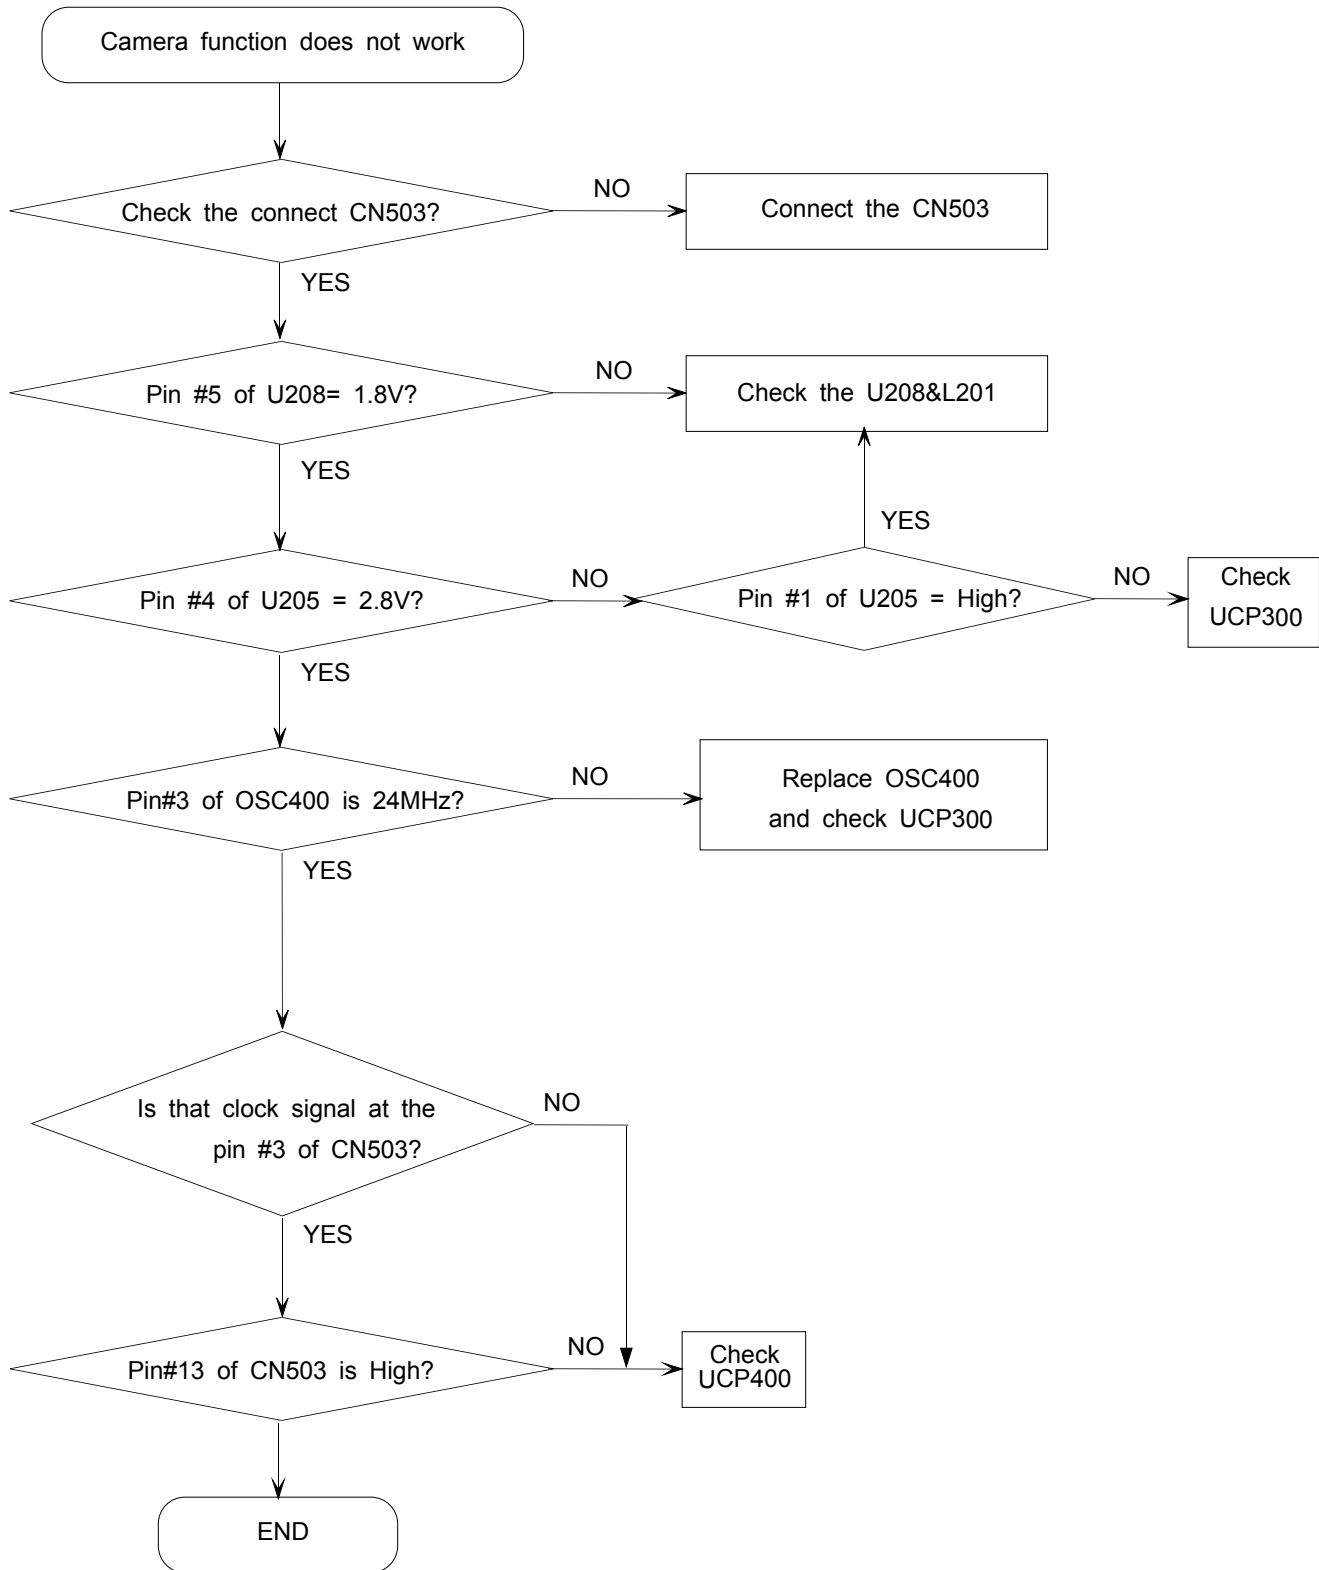 Camera function does not work
Check the connect CN503?
NO
Connect the CN503
YES
Pin #5 of U208= 1.8V?
NO
Check the U208&L201
YES
YES
Pin #4 of U205 = 2.8V?
NO
Pin #1 of U205 = High?
NO
Check
UCP300
YES
Pin#3 of OSC400 is 24MHz?
NO
Replace OSC400
and check UCP300
YES
Is that clock signal at the
pin #3 of CN503?
NO
YES
Pin#13 of CN503 is High?
NO
Check
UCP400
END